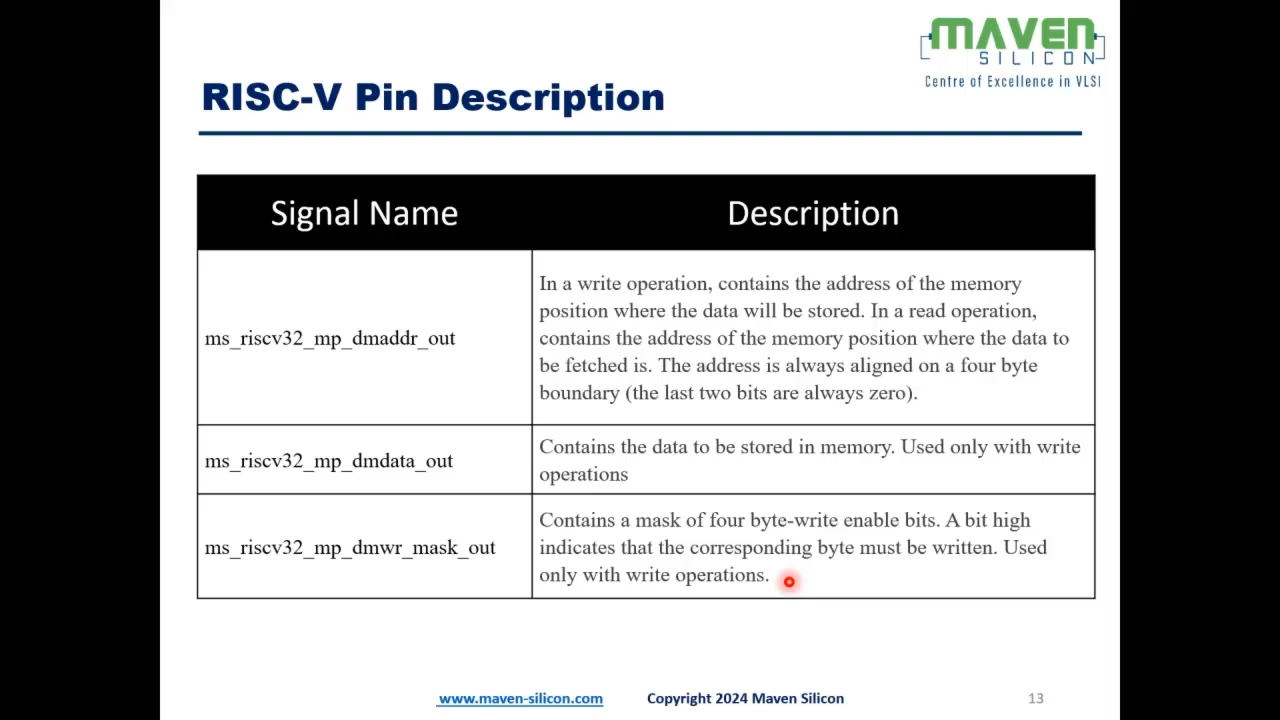 MAVEN
SILICON
Centre of Excellence in VLSI
RISC-V Pin Description
Signal Name
Description
ms_riscv32_mp_dmaddr_out
In a write operation, contains the address of the memory
position where the data will be stored. In a read operation,
contains the address of the memory position where the data to
be fetched is. The address is always aligned on a four byte
boundary (the last two bits are always zero).
ms_riscv32_mp_dmdata_out
Contains the data to be stored in memory. Used only with write
operations
ms_riscv32_mp_dmwr_mask_out
Contains a mask of four byte-write enable bits. A bit high
indicates that the corresponding byte must be written. Used
only with write operations.
www.maven-silicon.com
Copyright 2024 Maven Silicon
13